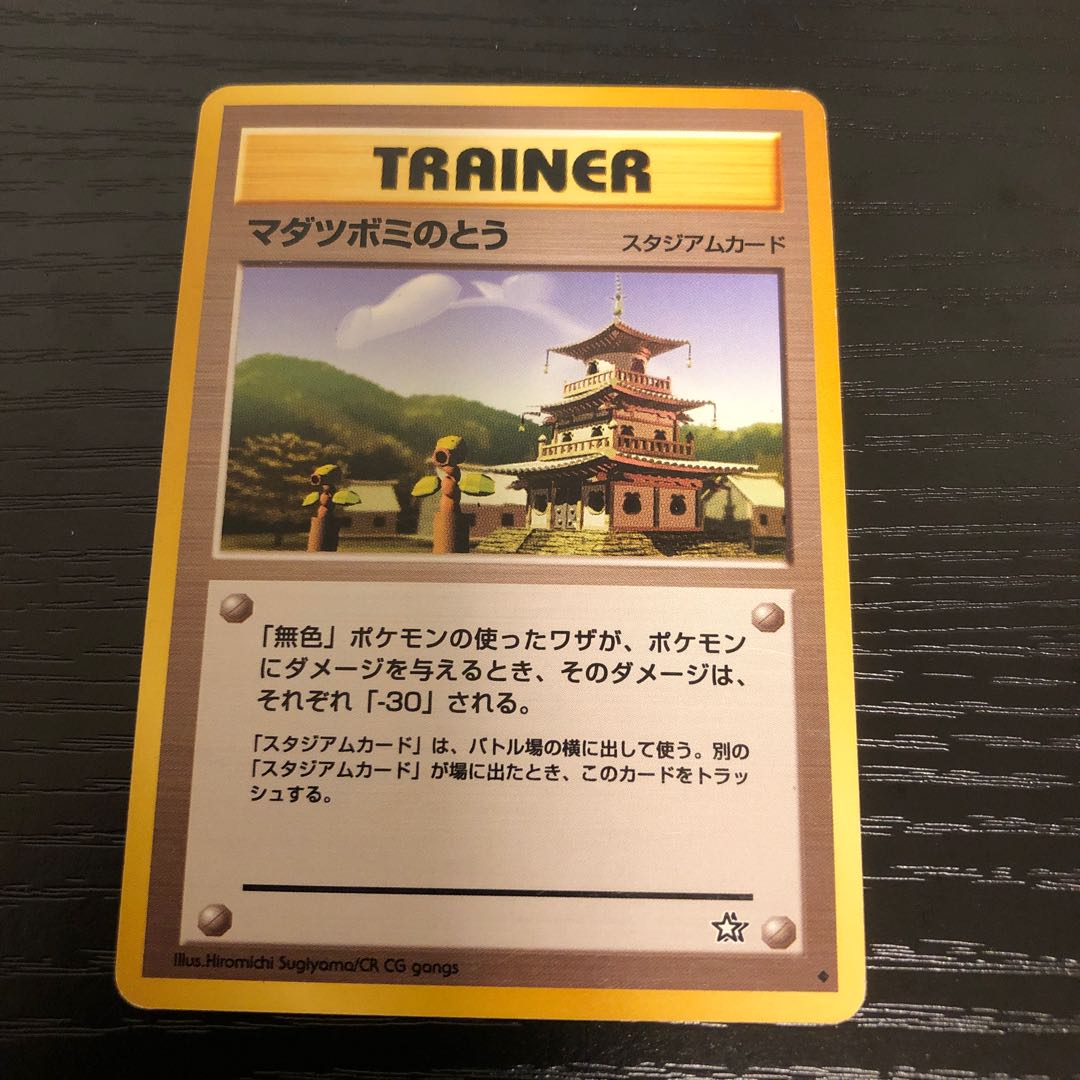 TRAINER
マダツボミのとう
スタジアムカード
「無色」ポケモンの使ったワザが、ポケモン
にダメージを与えるとき、そのダメージは、
それぞれ「-30」される。
「スタジアムカード」は、バトル場の横に出して使う。別の
「スタジアムカード」が場に出たとき、このカードをトラッ
シュする。
Illus.Hiromichi Sugiyama/CR CG gangs